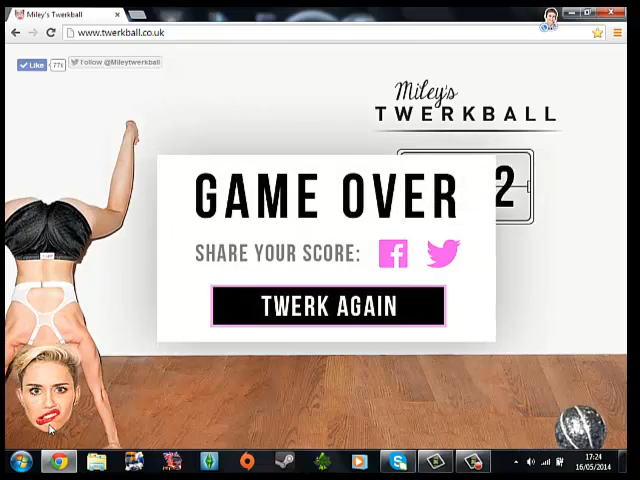 Miley's Twerkball
www.twerkball.co.uk
Like
Follow @Mileytwerkball
Miley's
TWERKBALL
2
GAME OVER
SHARE YOUR SCORE:
TWERK AGAIN
17:24
16/05/2014